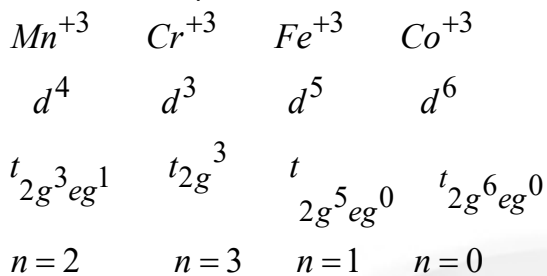 Mn⁺³ Cr⁺³ Fe⁺³ Co⁺³
d⁴ d³ d⁵ d⁶
t₂g³eg¹ t₂g³ t₂g⁵eg⁰ t₂g⁶eg⁰
n = 2 n = 3 n = 1 n = 0